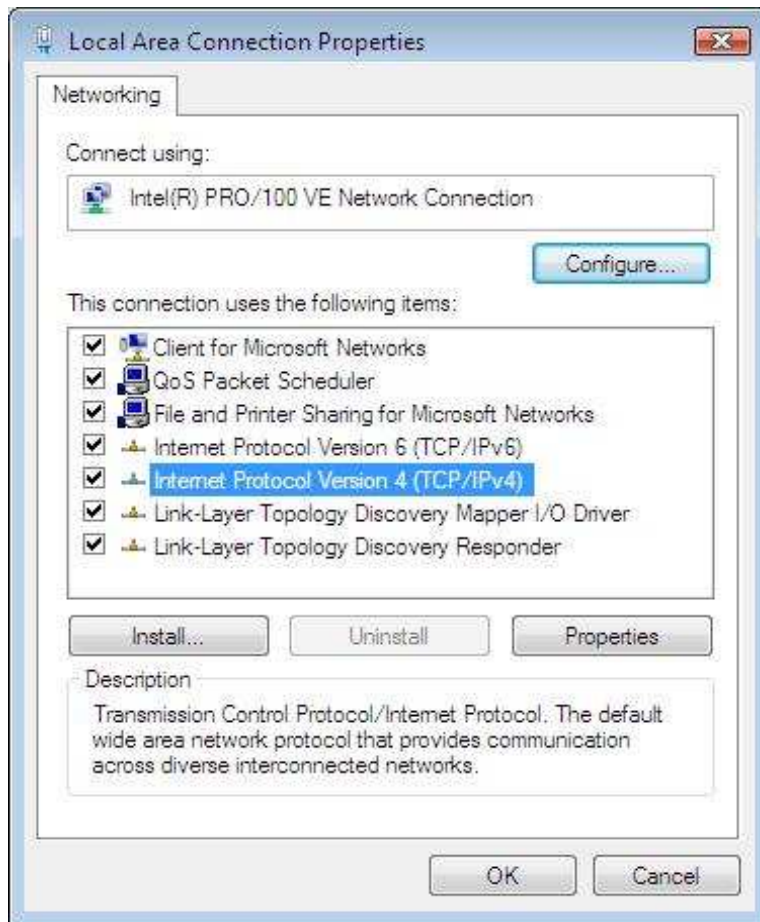 Local Area Connection Properties
Networking
Connect using:
Intel(R) PRO/100 VE Network Connection
Configure...
This connection uses the following items:
Client for Microsoft Networks
QoS Packet Scheduler
File and Printer Sharing for Microsoft Networks
Internet Protocol Version 6 (TCP/IPv6)
Internet Protocol Version 4 (TCP/IPv4)
Link-Layer Topology Discovery Mapper I/O Driver
Link-Layer Topology Discovery Responder
Install...
Uninstall
Properties
Description
Transmission Control Protocol/Internet Protocol. The default
wide area network protocol that provides communication
across diverse interconnected networks.
OK
Cancel